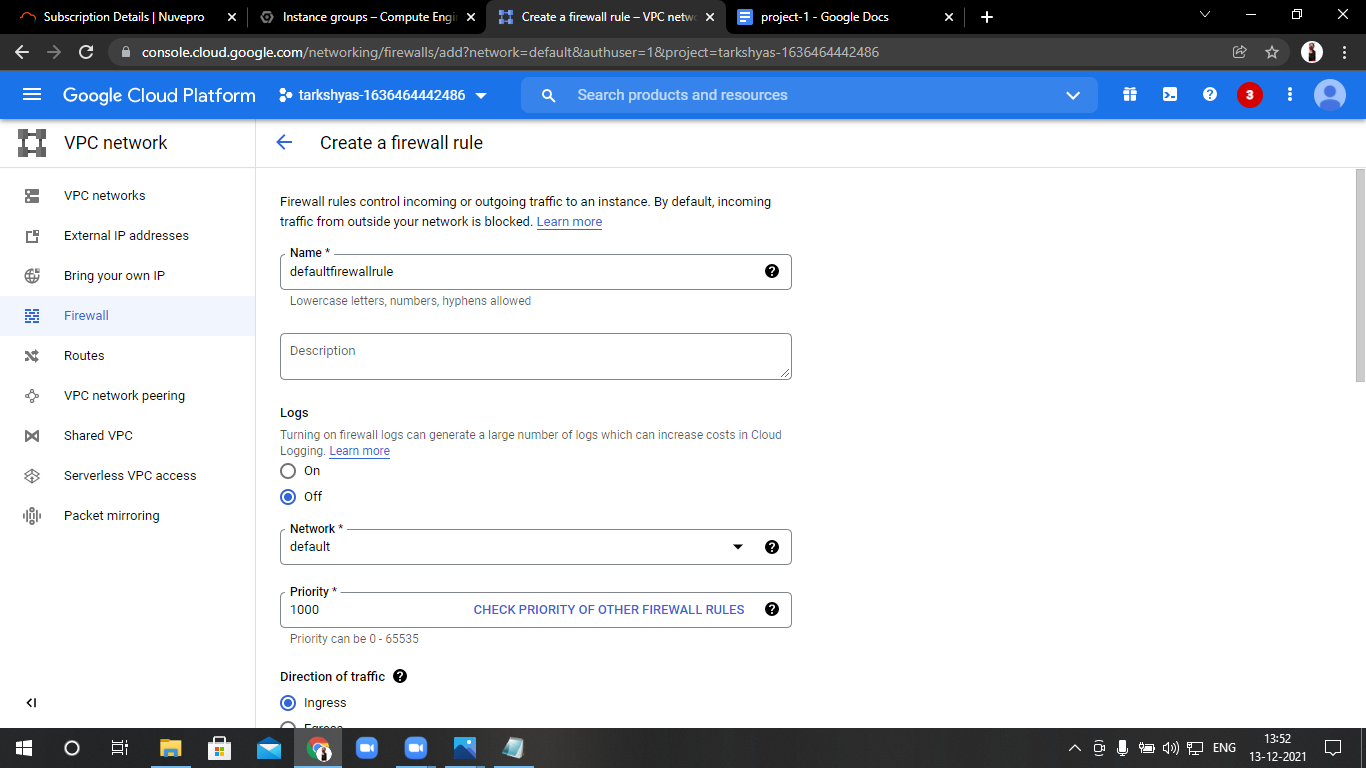 Subscription Details | Nuvepro
Instance groups – Compute Engi
Create a firewall rule – VPC netw
project-1 - Google Docs
console.cloud.google.com/networking/firewalls/add?network=default&authuser=1&project=tarkshyas-1636464442486
Google Cloud Platform
tarkshyas-1636464442486
Search products and resources
3
VPC network
Create a firewall rule
VPC networks
External IP addresses
Bring your own IP
Firewall
Routes
VPC network peering
Shared VPC
Serverless VPC access
Packet mirroring
Firewall rules control incoming or outgoing traffic to an instance. By default, incoming
traffic from outside your network is blocked. Learn more
Name *
defaultfirewallrule
Lowercase letters, numbers, hyphens allowed
Description
Logs
Turning on firewall logs can generate a large number of logs which can increase costs in Cloud
Logging. Learn more
On
Off
Network *
default
Priority *
1000 CHECK PRIORITY OF OTHER FIREWALL RULES
Priority can be 0 - 65535
Direction of traffic
Ingress
Egress
ENG
13:52
13-12-2021